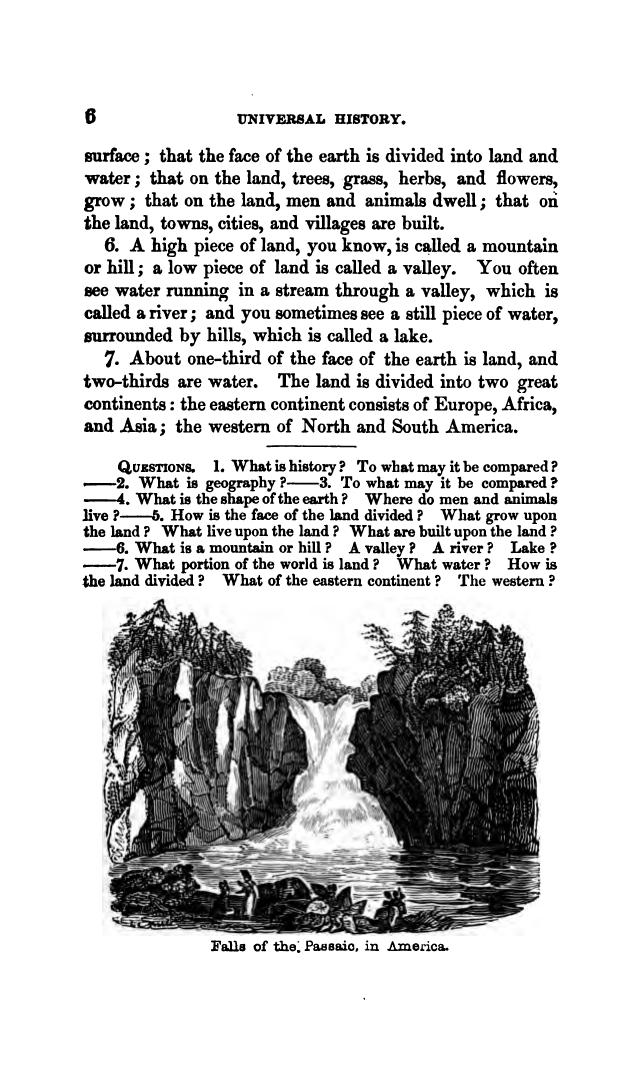 6 UNIVERSAL HISTORY.
surface ; that the face of the earth is divided into land and
water ; that on the land, trees, grass, herbs, and flowers,
grow ; that on the land, men and animals dwell ; that on
the land, towns, cities, and villages are built.
6. A high piece of land, you know, is called a mountain
or hill ; a low piece of land is called a valley. You often
see water running in a stream through a valley, which is
called a river ; and you sometimes see a still piece of water,
surrounded by hills, which is called a lake.
7. About one-third of the face of the earth is land, and
two-thirds are water. The land is divided into two great
continents : the eastern continent consists of Europe, Africa,
and Asia ; the western of North and South America.
QUESTIONS. 1. What is history ? To what may it be compared ?
——2. What is geography ?——3. To what may it be compared ?
——4. What is the shape of the earth ? Where do men and animals
live ?——5. How is the face of the land divided ? What grow upon
the land ? What live upon the land ? What are built upon the land ?
——6. What is a mountain or hill ? A valley ? A river ? Lake ?
——7. What portion of the world is land ? What water ? How is
the land divided ? What of the eastern continent ? The western ?
Falls of the Passaic, in America.